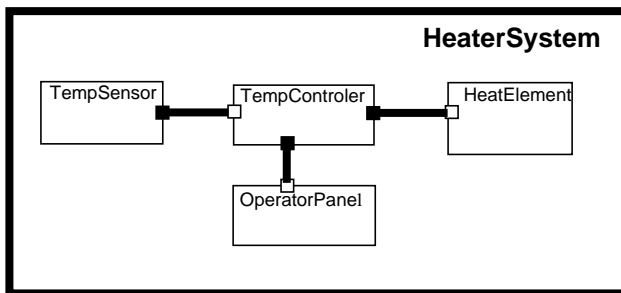 HeaterSystem
TempSensor
TempControler
HeatElement
OperatorPanel